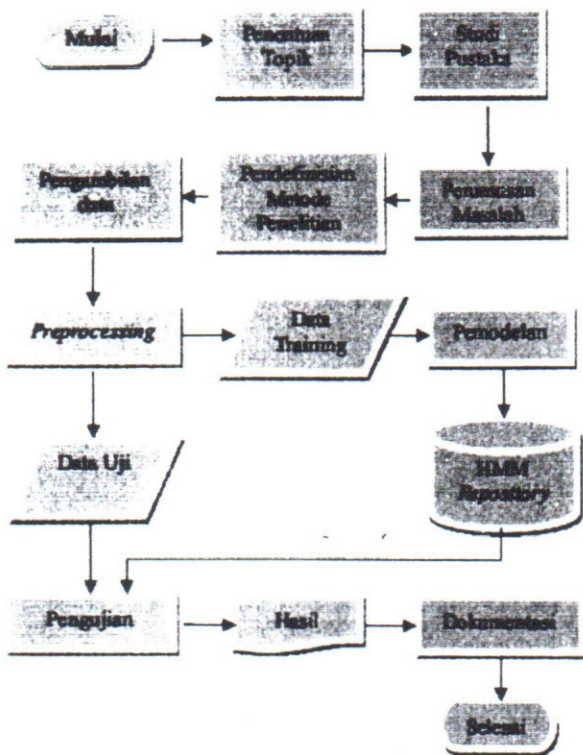 Mulai
Penentuan
Topik
Studi
Pustaka
Pengambilan
data
Pendefinisian
Metode
Penelitian
Perumusan
Masalah
Preprocessing
Data
Training
Pemodelan
Data Uji
HMM
Repository
Pengujian
Hasil
Dokumentasi
Selesai